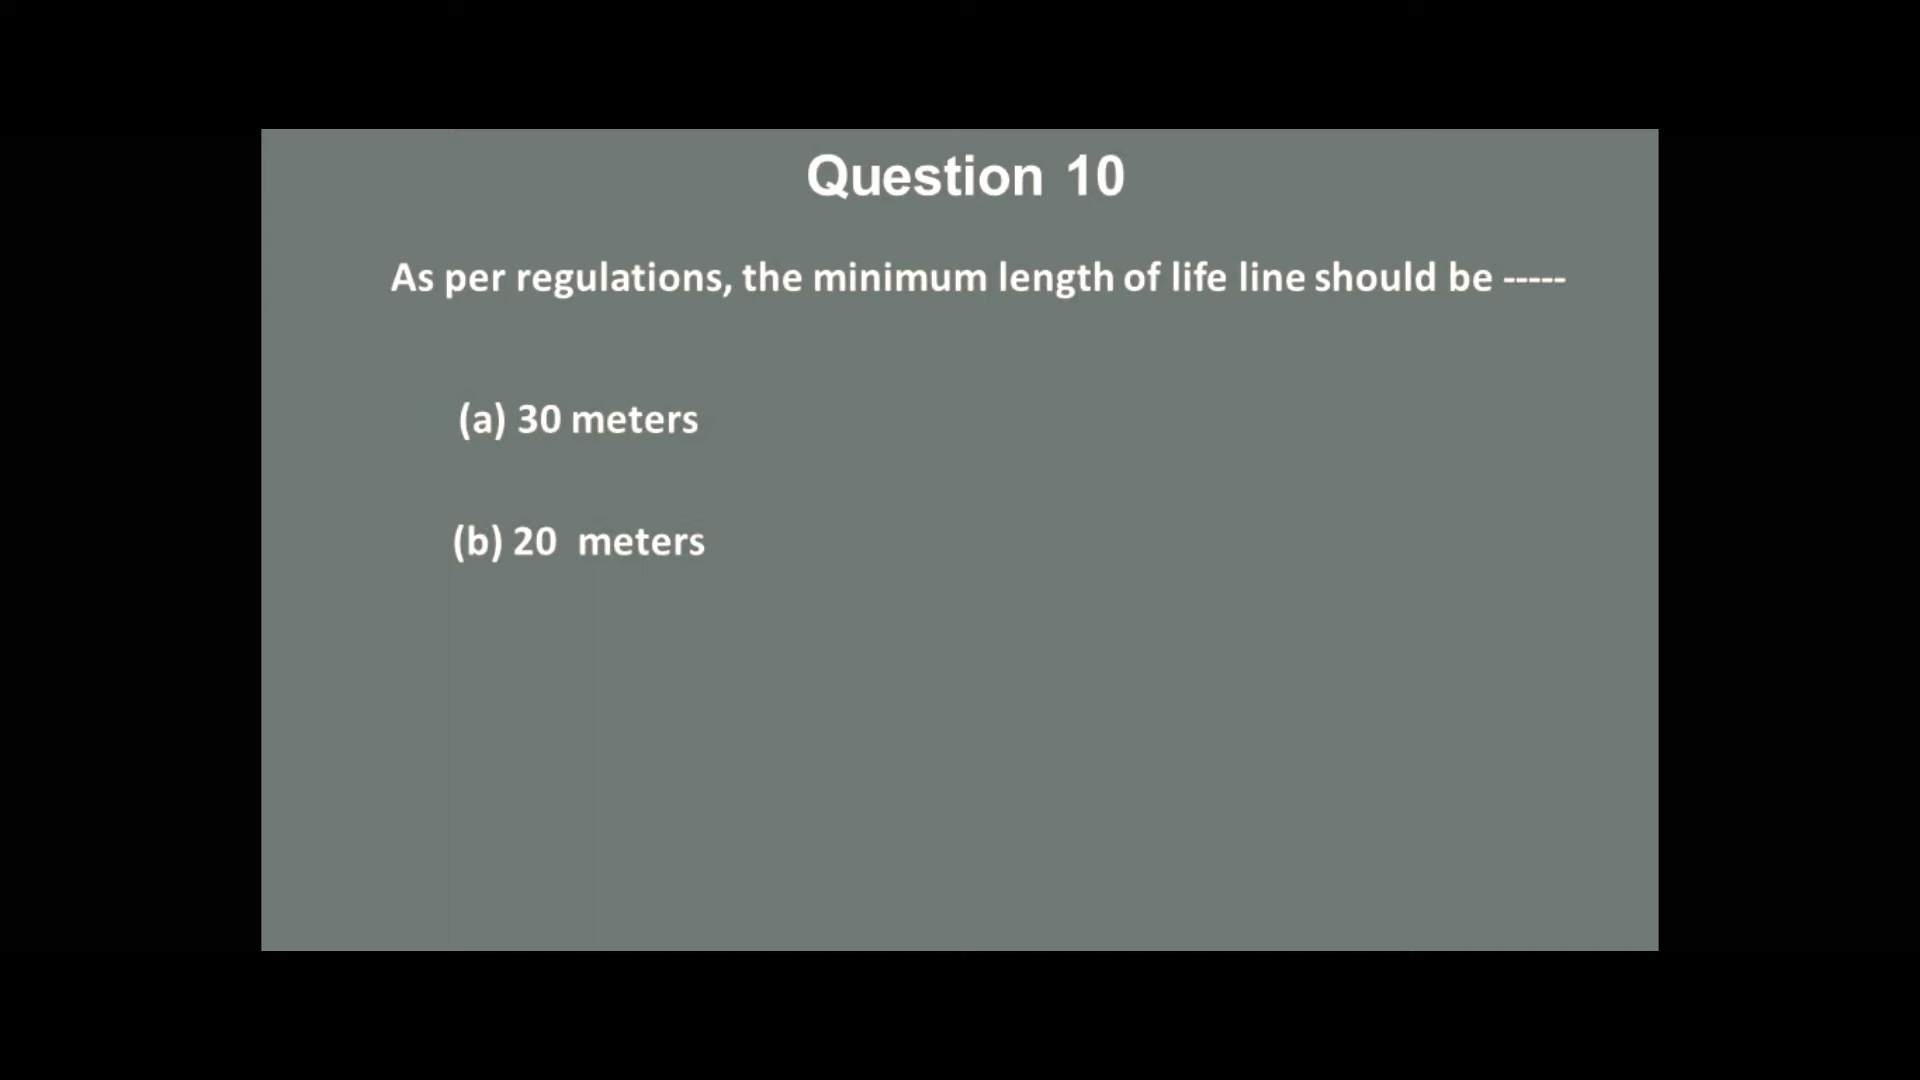 Question 10
As per regulations, the minimum length of life line should be -----
(a) 30 meters
(b) 20 meters